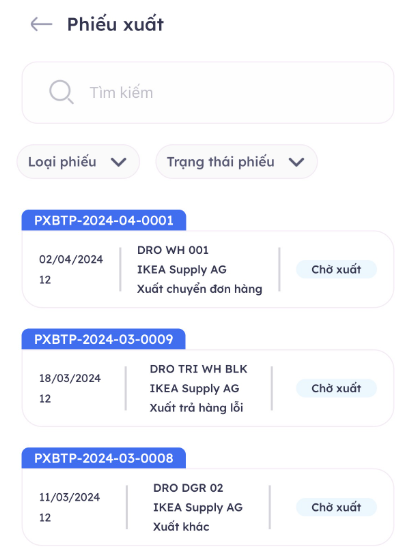 Phiếu xuất
Tìm kiếm
Loại phiếu
Trạng thái phiếu
PXBTP-2024-04-0001
02/04/2024
12
DRO WH 001
IKEA Supply AG
Xuất chuyển đơn hàng
Chờ xuất
PXBTP-2024-03-0009
18/03/2024
12
DRO TRI WH BLK
IKEA Supply AG
Xuất trả hàng lỗi
Chờ xuất
PXBTP-2024-03-0008
11/03/2024
12
DRO DGR 02
IKEA Supply AG
Xuất khác
Chờ xuất